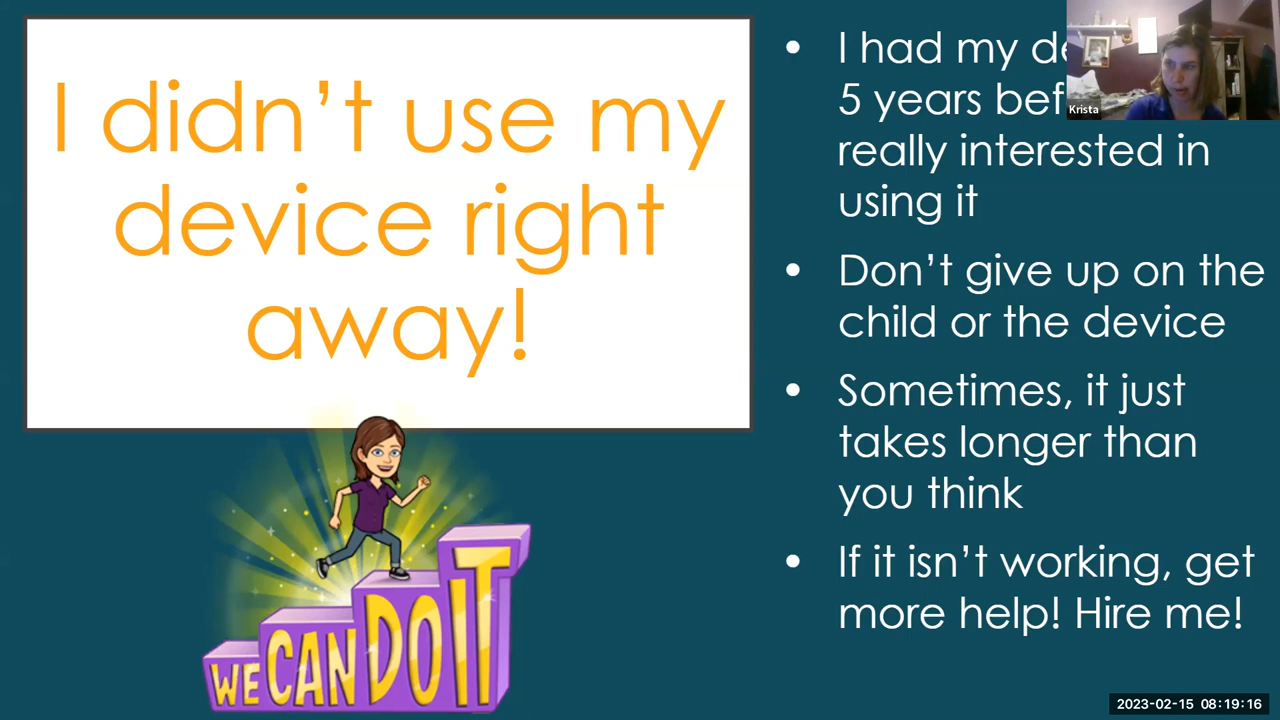 I didn’t use my
device right
away!
• I had my
5 years
really interested in
using it
• Don’t give up on the
child or the device
• Sometimes, it just
takes longer than
you think
• If it isn’t working, get
more help! Hire me!
Krista
WE CAN DO IT
2023-02-15 08:19:16